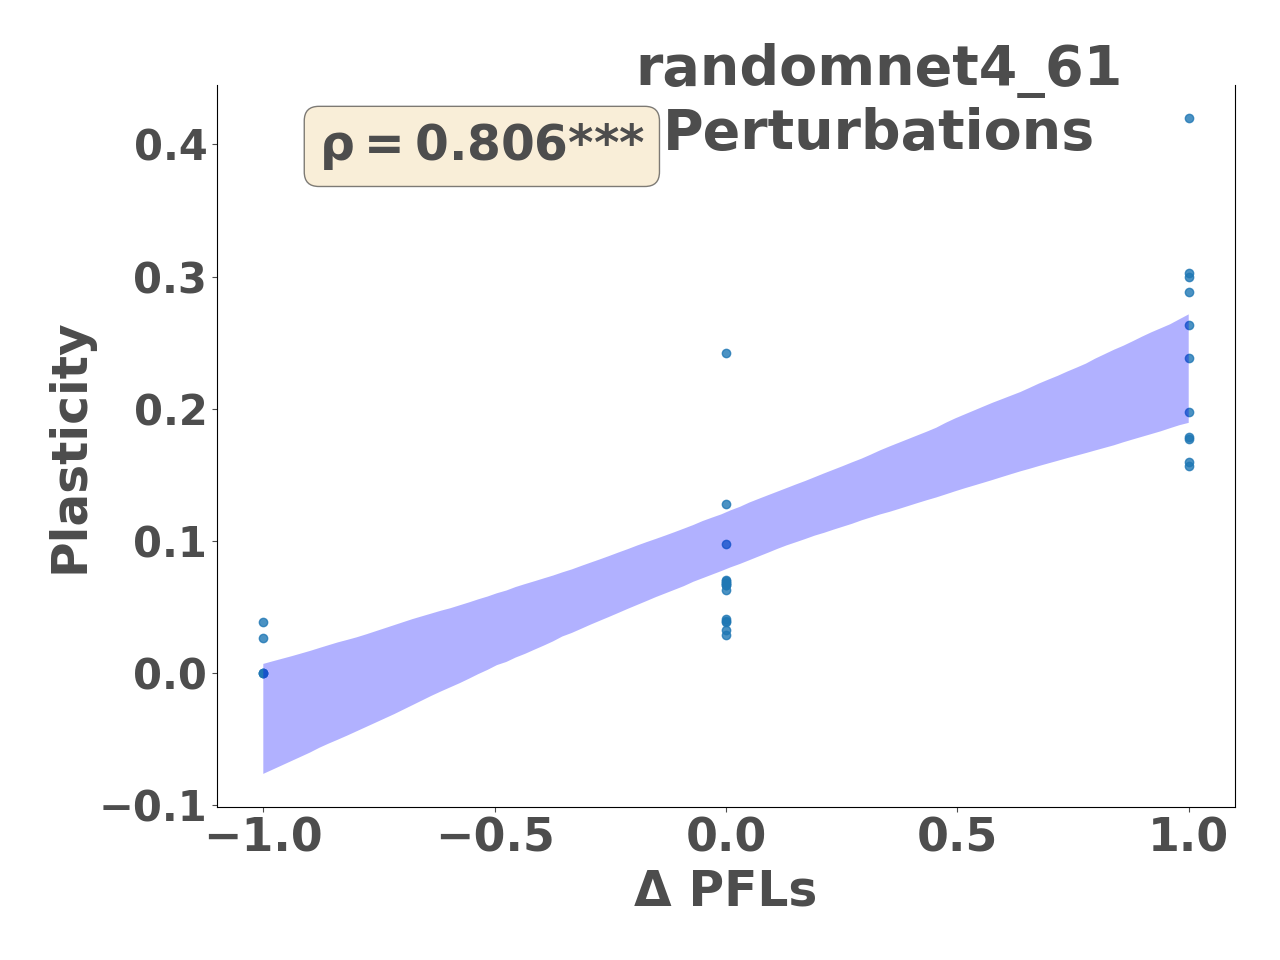 randomnet4_61
Perturbations
ρ = 0.806***
Plasticity
0.4
0.3
0.2
0.1
0.0
−0.1
−1.0 −0.5 0.0 0.5 1.0
Δ PFLs